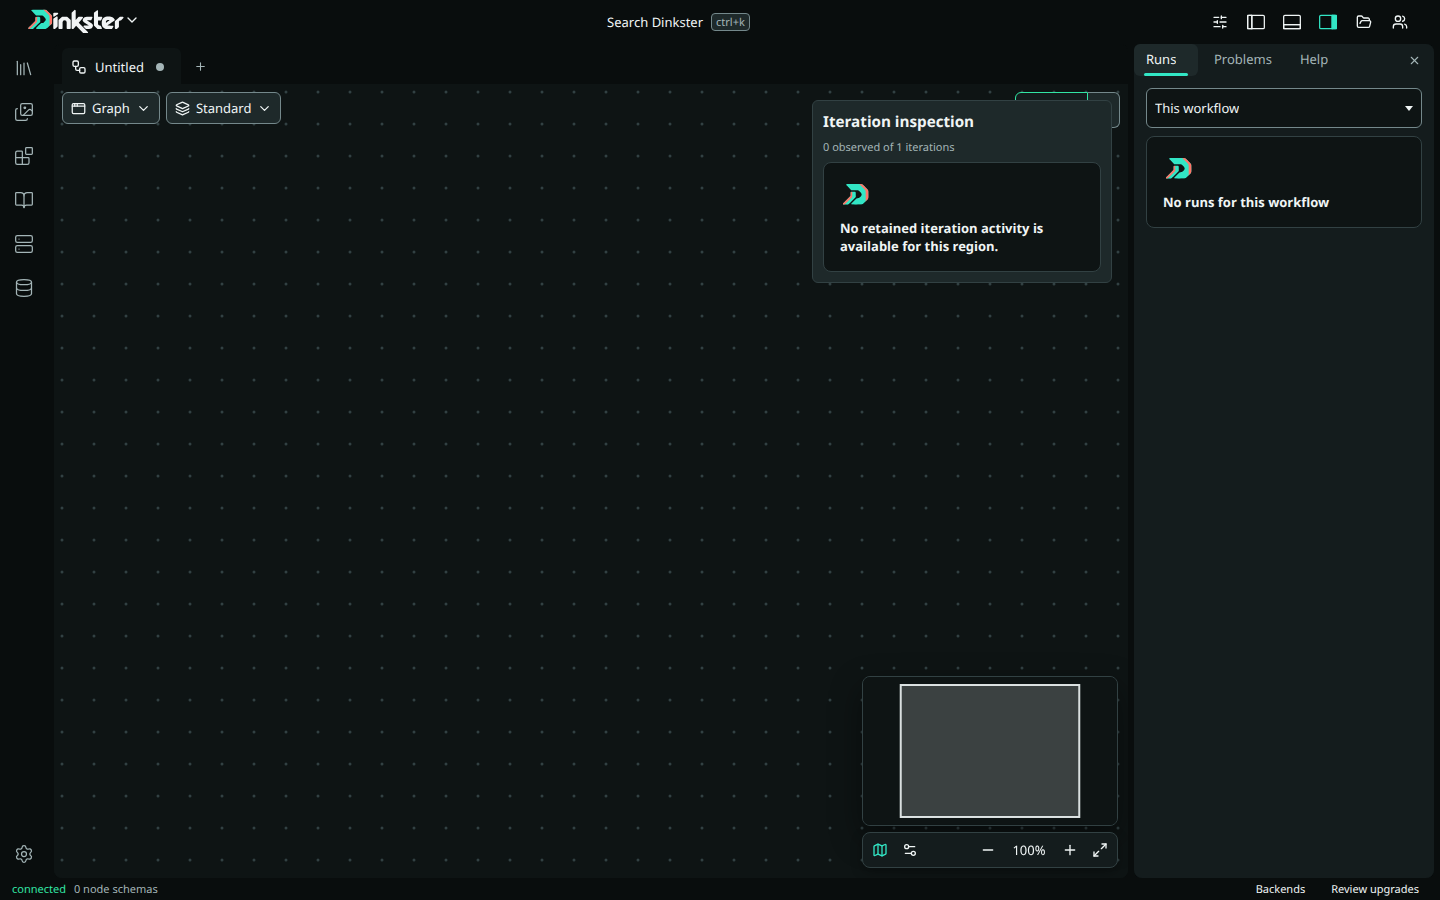 Dinkster
Search Dinkster ctrl+k
Untitled
Graph
Standard
Iteration inspection
0 observed of 1 iterations
No retained iteration activity is
available for this region.
100%
Runs Problems Help
This workflow
No runs for this workflow
connected 0 node schemas
Backends Review upgrades